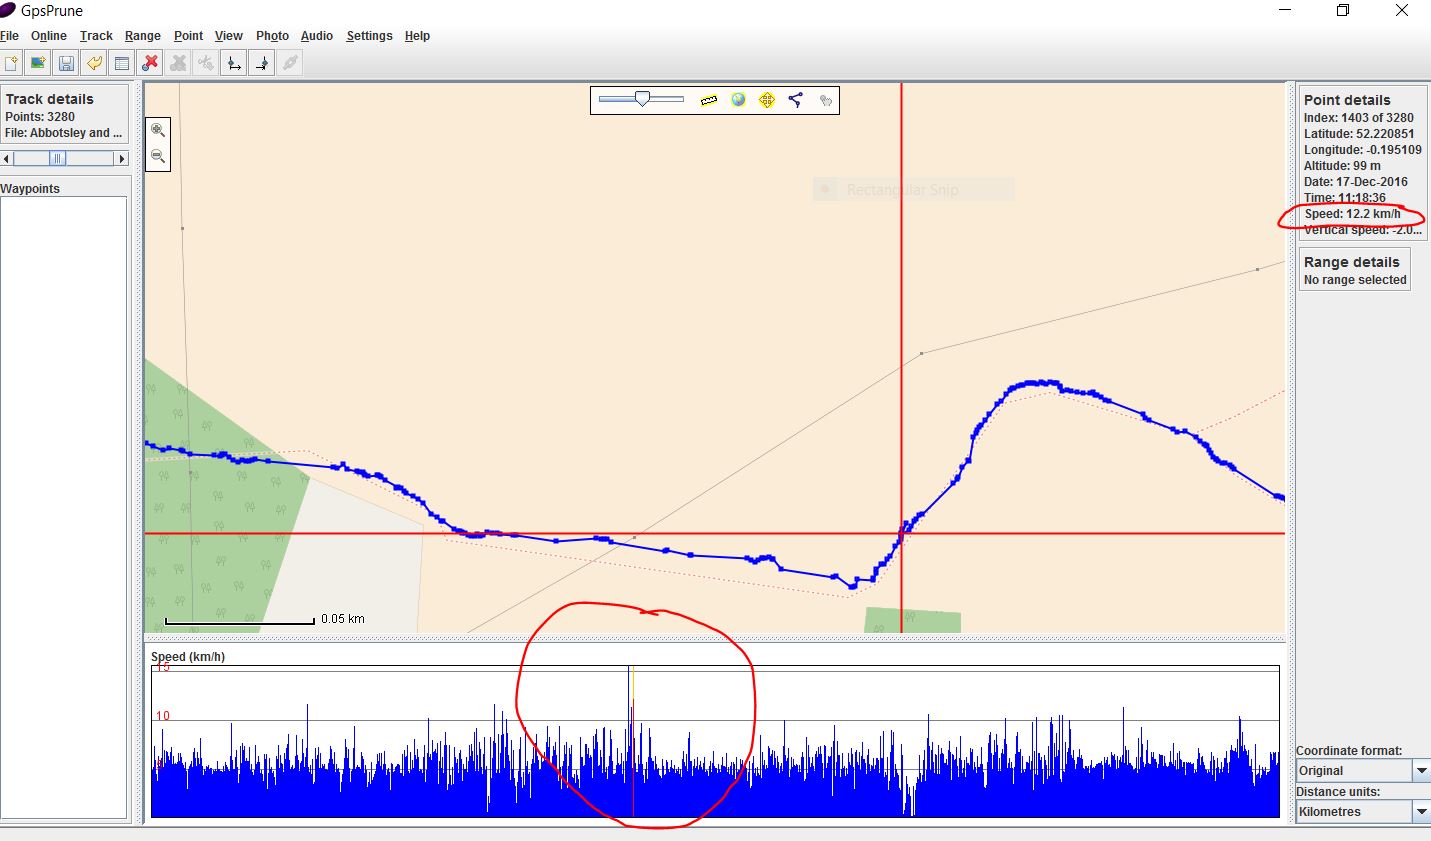 GpsPrune
File Online Track Range Point View Photo Audio Settings Help
Track details
Points: 3280
File: Abbotsley and ...
Waypoints
Rectangular Snip
0.05 km
Speed (km/h)
15
10
Point details
Index: 1403 of 3280
Latitude: 52.220851
Longitude: -0.195109
Altitude: 99 m
Date: 17-Dec-2016
Time: 11:18:36
Speed: 12.2 km/h
Vertical speed: -2.0...
Range details
No range selected
Coordinate format:
Original
Distance units:
Kilometres